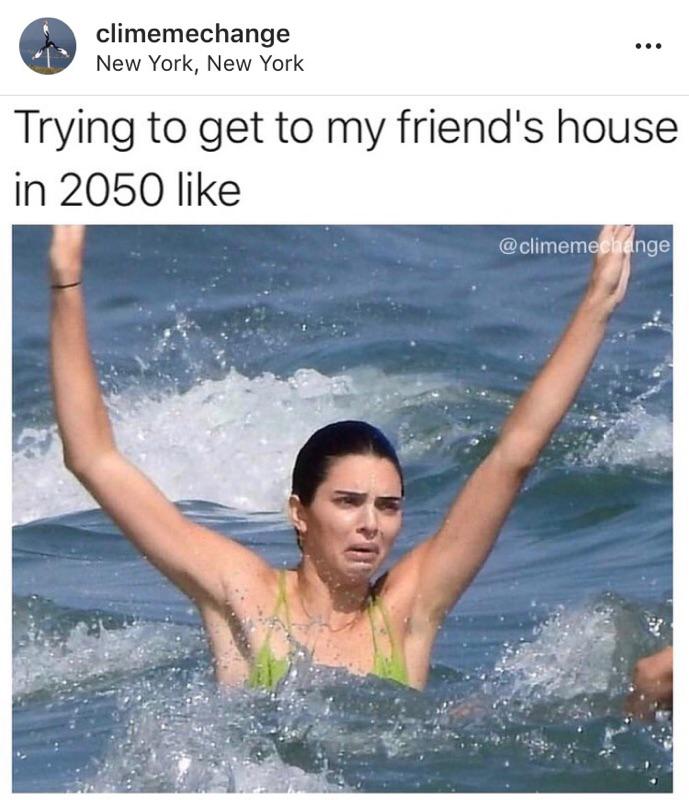 climemechange
New York, New York
Trying to get to my friend's house
in 2050 like
@climemechange